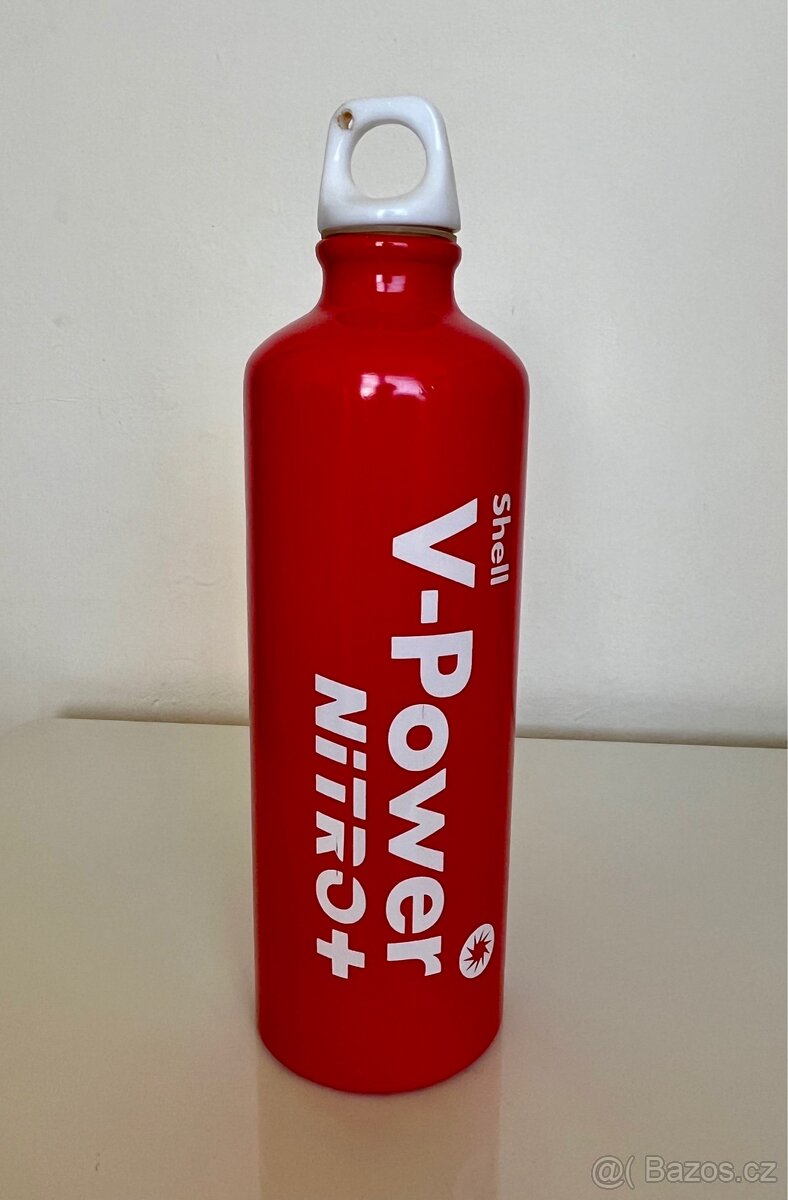 Shell
V-Power
NiTRO+
@( Bazos.cz